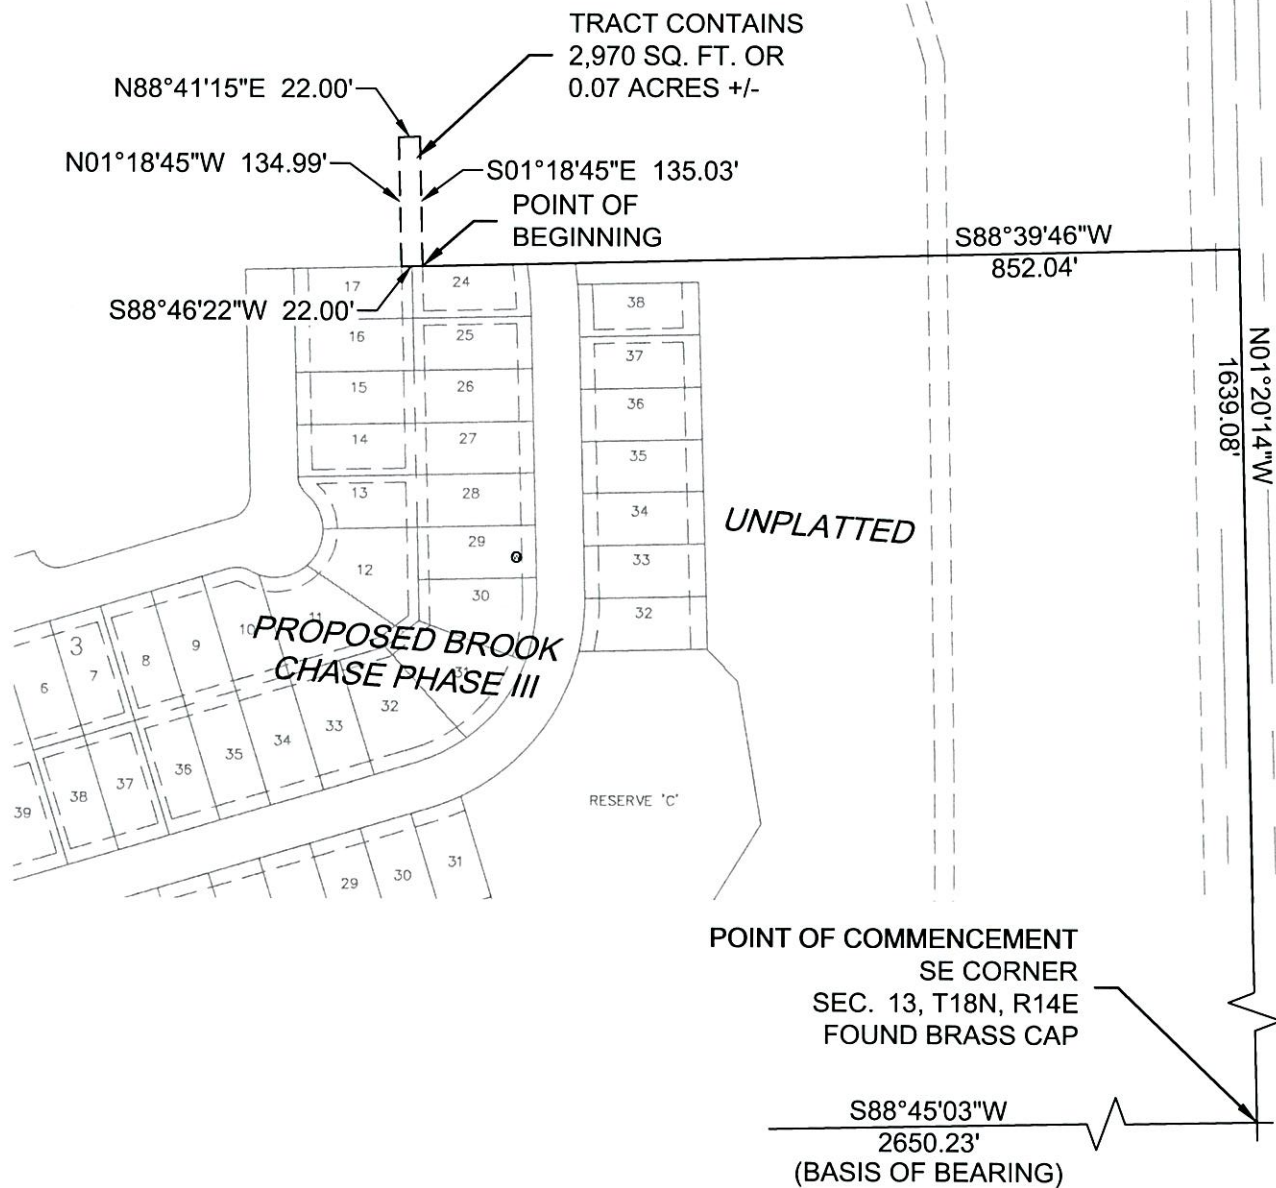 TRACT CONTAINS
2,970 SQ. FT. OR
0.07 ACRES +/-
N88°41'15"E 22.00'
N01°18'45"W 134.99'
S01°18'45"E 135.03'
POINT OF
BEGINNING
S88°39'46"W
852.04'
S88°46'22"W 22.00'
N01°20'14"W
1639.08'
17
16
15
14
13
12
11
10
9
8
7
6
3
24
25
26
27
28
29
30
31
32
33
34
35
36
37
38
39
38
37
36
35
34
33
32
UNPLATTED
PROPOSED BROOK
CHASE PHASE III
RESERVE 'C'
29
30
31
POINT OF COMMENCEMENT
SE CORNER
SEC. 13, T18N, R14E
FOUND BRASS CAP
S88°45'03"W
2650.23'
(BASIS OF BEARING)